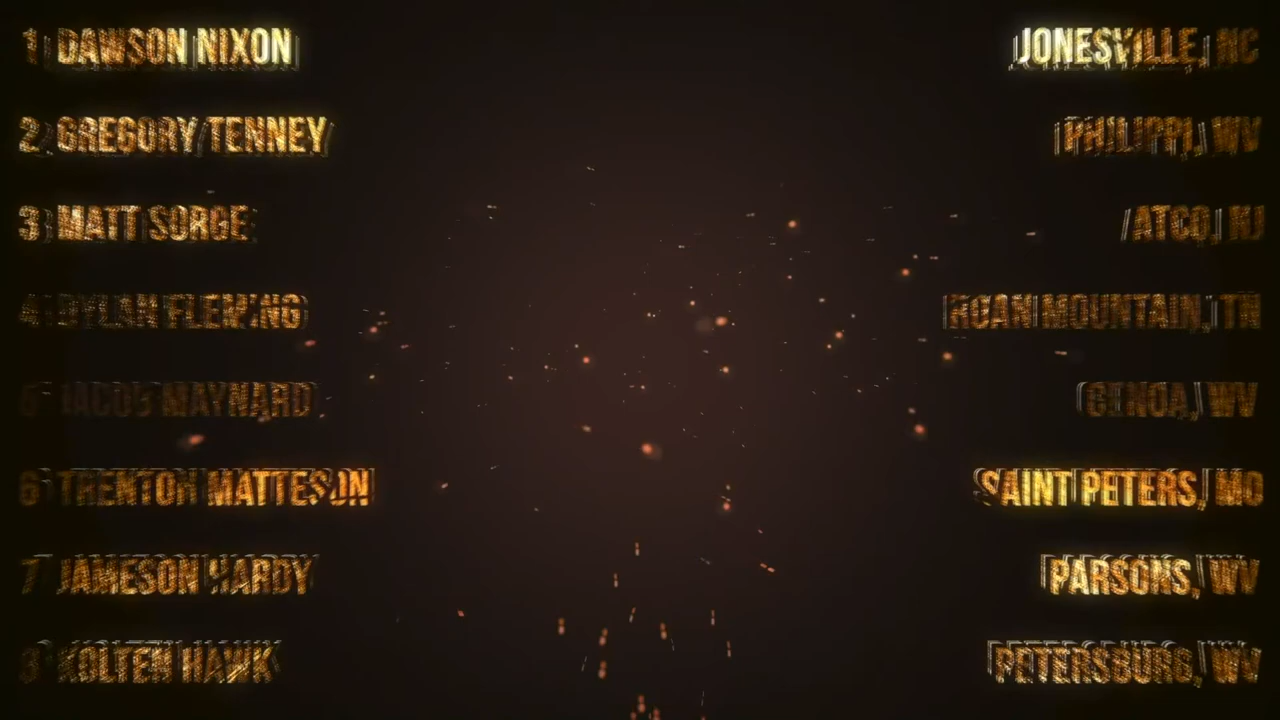 1) DAWSON NIXON JONESVILLE, NC
2) GREGORY TENNEY PHILIPPI, WV
3) MATT SORGE ATCO, NJ
4) DYLAN FLEMING ROAN MOUNTAIN, TN
JACOB MAYNARD GENOA, WV
6) TRENTON MATTESON SAINT PETERS, MO
7) JAMESON HARDY PARSONS, WV
8) KOLTEN HAWK PETERSBURG, WV